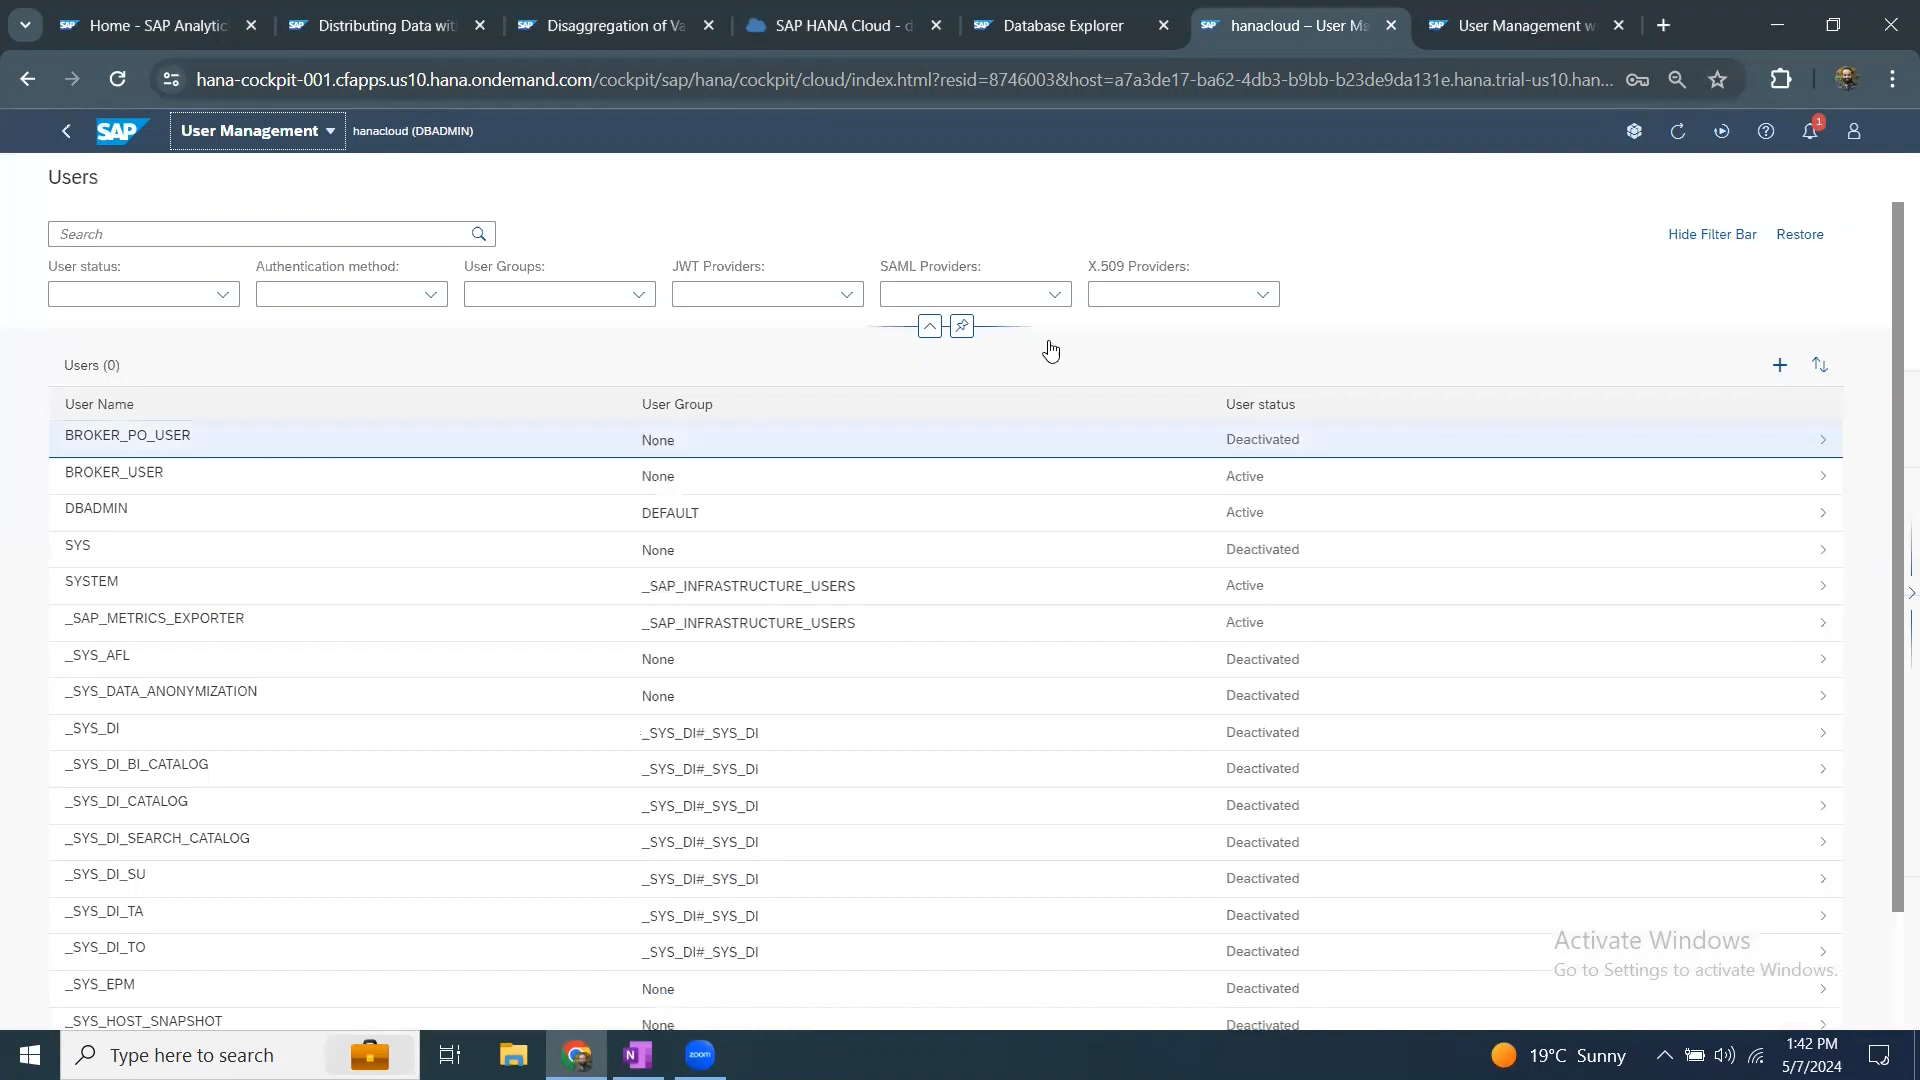 Home - SAP Analytic
Distributing Data wit
Disaggregation of Va
SAP HANA Cloud - d
Database Explorer
hanacloud – User Ma
User Management w
hana-cockpit-001.cfapps.us10.hana.ondemand.com/cockpit/sap/hana/cockpit/cloud/index.html?resid=8746003&host=a7a3de17-ba62-4db3-b9bb-b23de9da131e.hana.trial-us10.han...
SAP User Management hanacloud (DBADMIN) 1
Users
Search
Hide Filter Bar Restore
User status: Authentication method: User Groups: JWT Providers: SAML Providers: X.509 Providers:
Users (0)
User Name User Group User status
BROKER_PO_USER None Deactivated
BROKER_USER None Active
DBADMIN DEFAULT Active
SYS None Deactivated
SYSTEM _SAP_INFRASTRUCTURE_USERS Active
_SAP_METRICS_EXPORTER _SAP_INFRASTRUCTURE_USERS Active
_SYS_AFL None Deactivated
_SYS_DATA_ANONYMIZATION None Deactivated
_SYS_DI _SYS_DI#_SYS_DI Deactivated
_SYS_DI_BI_CATALOG _SYS_DI#_SYS_DI Deactivated
_SYS_DI_CATALOG _SYS_DI#_SYS_DI Deactivated
_SYS_DI_SEARCH_CATALOG _SYS_DI#_SYS_DI Deactivated
_SYS_DI_SU _SYS_DI#_SYS_DI Deactivated
_SYS_DI_TA _SYS_DI#_SYS_DI Deactivated
_SYS_DI_TO _SYS_DI#_SYS_DI Deactivated
_SYS_EPM None Deactivated
_SYS_HOST_SNAPSHOT None Deactivated
Activate Windows
Go to Settings to activate Windows.
Type here to search
zoom
19°C Sunny
1:42 PM
5/7/2024